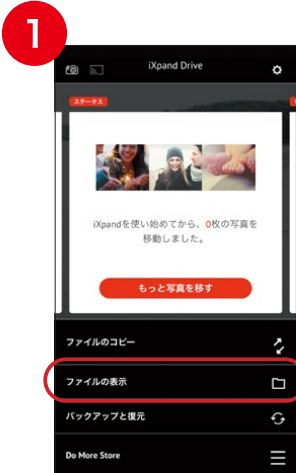 1
iXpand Drive
ステータス
iXpandを使い始めてから、0枚の写真を
移動しました。
もっと写真を移す
ファイルのコピー
ファイルの表示
バックアップと復元
Do More Store